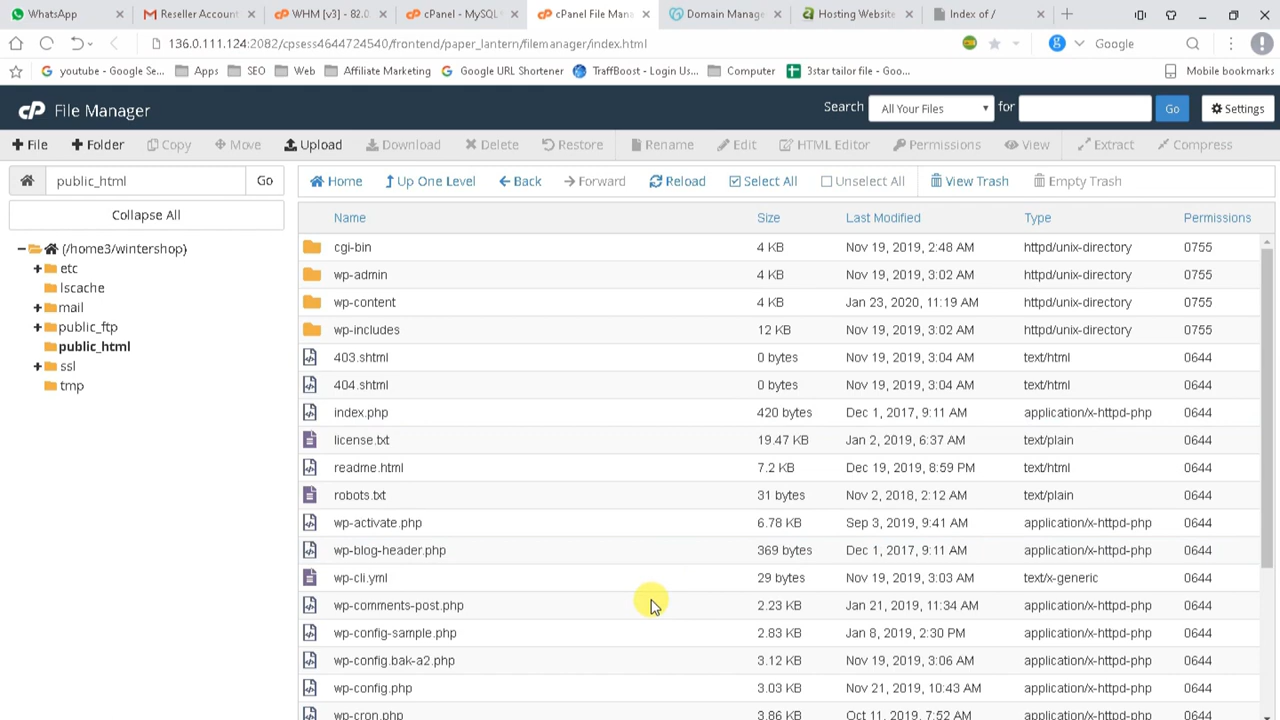 WhatsApp Reseller Account WHM [v3] - 82.0. cPanel - MySQL cPanel File Mana Domain Manage Hosting Website Index of /
136.0.111.124:2082/cpsess4644724540/frontend/paper_lantern/filemanager/index.html Google
youtube - Google Se... Apps SEO Web Affiliate Marketing Google URL Shortener TraffBoost - Login Us... Computer 3star tailor file - Goo... Mobile bookmarks
cP File Manager Search All Your Files for Go Settings
File Folder Copy Move Upload Download Delete Restore Rename Edit HTML Editor Permissions View Extract Compress
public_html Go Home Up One Level Back Forward Reload Select All Unselect All View Trash Empty Trash
Collapse All
Name Size Last Modified Type Permissions
(/home3/wintershop)
etc
lscache
mail
public_ftp
public_html
ssl
tmp
cgi-bin 4 KB Nov 19, 2019, 2:48 AM httpd/unix-directory 0755
wp-admin 4 KB Nov 19, 2019, 3:02 AM httpd/unix-directory 0755
wp-content 4 KB Jan 23, 2020, 11:19 AM httpd/unix-directory 0755
wp-includes 12 KB Nov 19, 2019, 3:02 AM httpd/unix-directory 0755
403.shtml 0 bytes Nov 19, 2019, 3:04 AM text/html 0644
404.shtml 0 bytes Nov 19, 2019, 3:04 AM text/html 0644
index.php 420 bytes Dec 1, 2017, 9:11 AM application/x-httpd-php 0644
license.txt 19.47 KB Jan 2, 2019, 6:37 AM text/plain 0644
readme.html 7.2 KB Dec 19, 2019, 8:59 PM text/html 0644
robots.txt 31 bytes Nov 2, 2018, 2:12 AM text/plain 0644
wp-activate.php 6.78 KB Sep 3, 2019, 9:41 AM application/x-httpd-php 0644
wp-blog-header.php 369 bytes Dec 1, 2017, 9:11 AM application/x-httpd-php 0644
wp-cli.yml 29 bytes Nov 19, 2019, 3:03 AM text/x-generic 0644
wp-comments-post.php 2.23 KB Jan 21, 2019, 11:34 AM application/x-httpd-php 0644
wp-config-sample.php 2.83 KB Jan 8, 2019, 2:30 PM application/x-httpd-php 0644
wp-config.bak-a2.php 3.12 KB Nov 19, 2019, 3:06 AM application/x-httpd-php 0644
wp-config.php 3.03 KB Nov 21, 2019, 10:43 AM application/x-httpd-php 0644
wp-cron.php 3.86 KB Oct 11, 2019, 7:52 AM application/x-httpd-php 0644